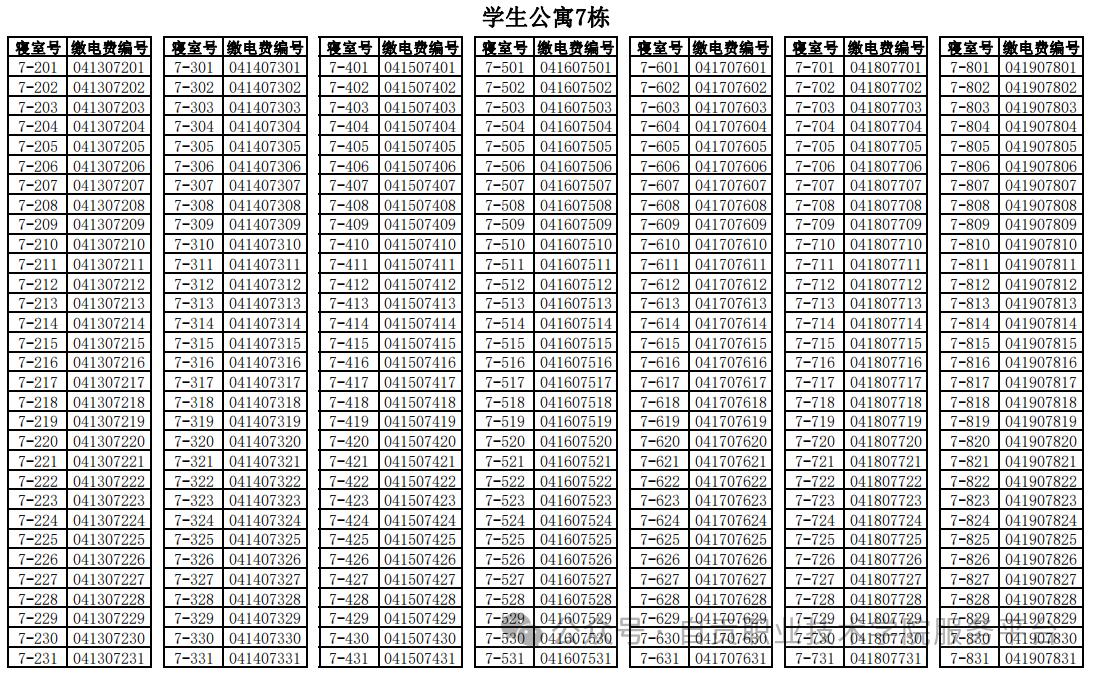 学生公寓7栋
寝室号 缴电费编号 寝室号 缴电费编号 寝室号 缴电费编号 寝室号 缴电费编号 寝室号 缴电费编号 寝室号 缴电费编号 寝室号 缴电费编号
7-201 041307201 7-301 041407301 7-401 041507401 7-501 041607501 7-601 041707601 7-701 041807701 7-801 041907801
7-202 041307202 7-302 041407302 7-402 041507402 7-502 041607502 7-602 041707602 7-702 041807702 7-802 041907802
7-203 041307203 7-303 041407303 7-403 041507403 7-503 041607503 7-603 041707603 7-703 041807703 7-803 041907803
7-204 041307204 7-304 041407304 7-404 041507404 7-504 041607504 7-604 041707604 7-704 041807704 7-804 041907804
7-205 041307205 7-305 041407305 7-405 041507405 7-505 041607505 7-605 041707605 7-705 041807705 7-805 041907805
7-206 041307206 7-306 041407306 7-406 041507406 7-506 041607506 7-606 041707606 7-706 041807706 7-806 041907806
7-207 041307207 7-307 041407307 7-407 041507407 7-507 041607507 7-607 041707607 7-707 041807707 7-807 041907807
7-208 041307208 7-308 041407308 7-408 041507408 7-508 041607508 7-608 041707608 7-708 041807708 7-808 041907808
7-209 041307209 7-309 041407309 7-409 041507409 7-509 041607509 7-609 041707609 7-709 041807709 7-809 041907809
7-210 041307210 7-310 041407310 7-410 041507410 7-510 041607510 7-610 041707610 7-710 041807710 7-810 041907810
7-211 041307211 7-311 041407311 7-411 041507411 7-511 041607511 7-611 041707611 7-711 041807711 7-811 041907811
7-212 041307212 7-312 041407312 7-412 041507412 7-512 041607512 7-612 041707612 7-712 041807712 7-812 041907812
7-213 041307213 7-313 041407313 7-413 041507413 7-513 041607513 7-613 041707613 7-713 041807713 7-813 041907813
7-214 041307214 7-314 041407314 7-414 041507414 7-514 041607514 7-614 041707614 7-714 041807714 7-814 041907814
7-215 041307215 7-315 041407315 7-415 041507415 7-515 041607515 7-615 041707615 7-715 041807715 7-815 041907815
7-216 041307216 7-316 041407316 7-416 041507416 7-516 041607516 7-616 041707616 7-716 041807716 7-816 041907816
7-217 041307217 7-317 041407317 7-417 041507417 7-517 041607517 7-617 041707617 7-717 041807717 7-817 041907817
7-218 041307218 7-318 041407318 7-418 041507418 7-518 041607518 7-618 041707618 7-718 041807718 7-818 041907818
7-219 041307219 7-319 041407319 7-419 041507419 7-519 041607519 7-619 041707619 7-719 041807719 7-819 041907819
7-220 041307220 7-320 041407320 7-420 041507420 7-520 041607520 7-620 041707620 7-720 041807720 7-820 041907820
7-221 041307221 7-321 041407321 7-421 041507421 7-521 041607521 7-621 041707621 7-721 041807721 7-821 041907821
7-222 041307222 7-322 041407322 7-422 041507422 7-522 041607522 7-622 041707622 7-722 041807722 7-822 041907822
7-223 041307223 7-323 041407323 7-423 041507423 7-523 041607523 7-623 041707623 7-723 041807723 7-823 041907823
7-224 041307224 7-324 041407324 7-424 041507424 7-524 041607524 7-624 041707624 7-724 041807724 7-824 041907824
7-225 041307225 7-325 041407325 7-425 041507425 7-525 041607525 7-625 041707625 7-725 041807725 7-825 041907825
7-226 041307226 7-326 041407326 7-426 041507426 7-526 041607526 7-626 041707626 7-726 041807726 7-826 041907826
7-227 041307227 7-327 041407327 7-427 041507427 7-527 041607527 7-627 041707627 7-727 041807727 7-827 041907827
7-228 041307228 7-328 041407328 7-428 041507428 7-528 041607528 7-628 041707628 7-728 041807728 7-828 041907828
7-229 041307229 7-329 041407329 7-429 041507429 7-529 041607529 7-629 041707629 7-729 041807729 7-829 041907829
7-230 041307230 7-330 041407330 7-430 041507430 7-530 041607530 7-630 041707630 7-730 041807730 7-830 041907830
7-231 041307231 7-331 041407331 7-431 041507431 7-531 041607531 7-631 041707631 7-731 041807731 7-831 041907831
公众号 · 自贡职业技术学院服务平台